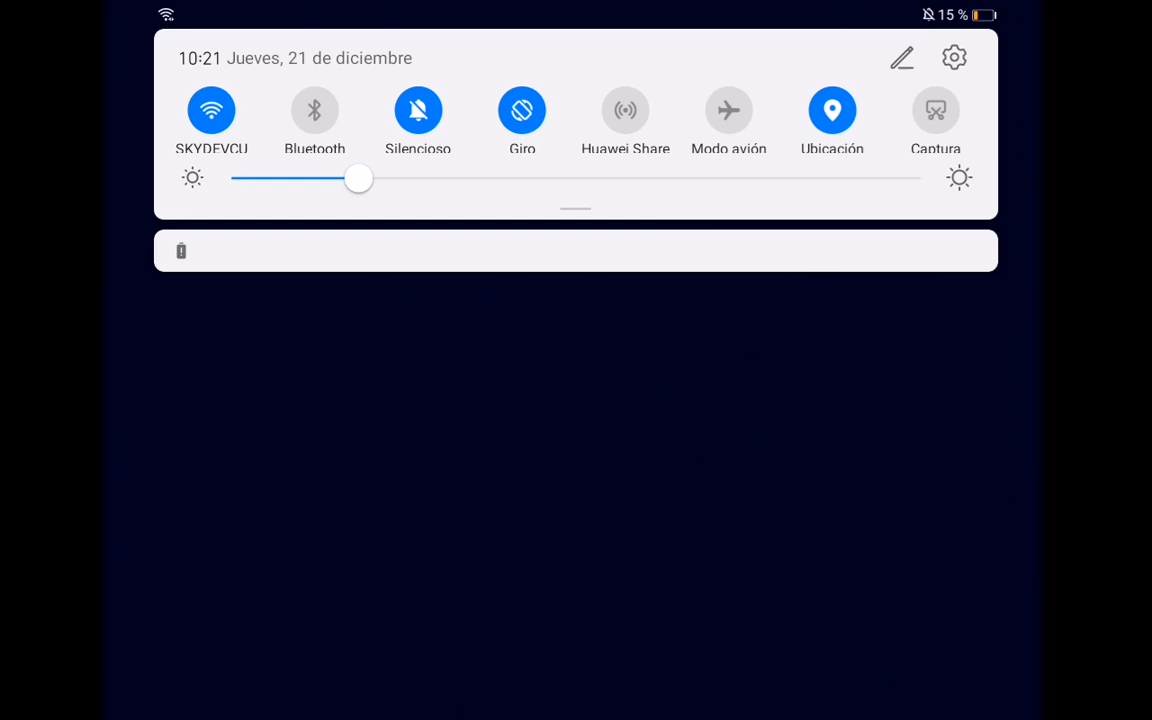 15 %
10:21 Jueves, 21 de diciembre
SKYDEVCU Bluetooth Silencioso Giro Huawei Share Modo avión Ubicación Captura